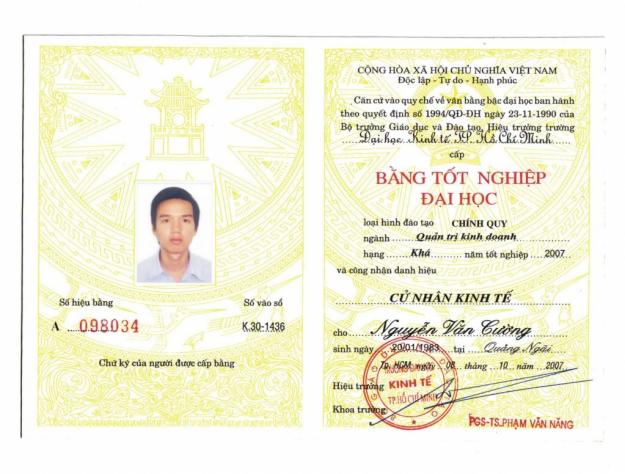 Số hiệu bằng
Số vào sổ
A 098034
K.30-1436
Chữ ký của người được cấp bằng
CỘNG HÒA XÃ HỘI CHỦ NGHĨA VIỆT NAM
Độc lập - Tự do - Hạnh phúc
Căn cứ vào quy chế về văn bằng bậc đại học ban hành
theo quyết định số 1994/QĐ-ĐH ngày 23-11-1990 của
Bộ trưởng Giáo dục và Đào tạo, Hiệu trưởng trường
Đại học Kinh tế TP. Hồ Chí Minh
cấp
BẰNG TỐT NGHIỆP
ĐẠI HỌC
loại hình đào tạo CHÍNH QUY
ngành Quản trị kinh doanh
hạng Khá năm tốt nghiệp 2007
và công nhận danh hiệu
CỬ NHÂN KINH TẾ
cho Nguyễn Văn Cường
sinh ngày 20/01/1983 tại Quảng Ngãi
Tp. HCM, ngày 08 tháng 10 năm 2007
Hiệu trưởng
KINH TẾ
TP.HỒ CHÍ MINH
Khoa trưởng
PGS-TS.PHẠM VĂN NĂNG